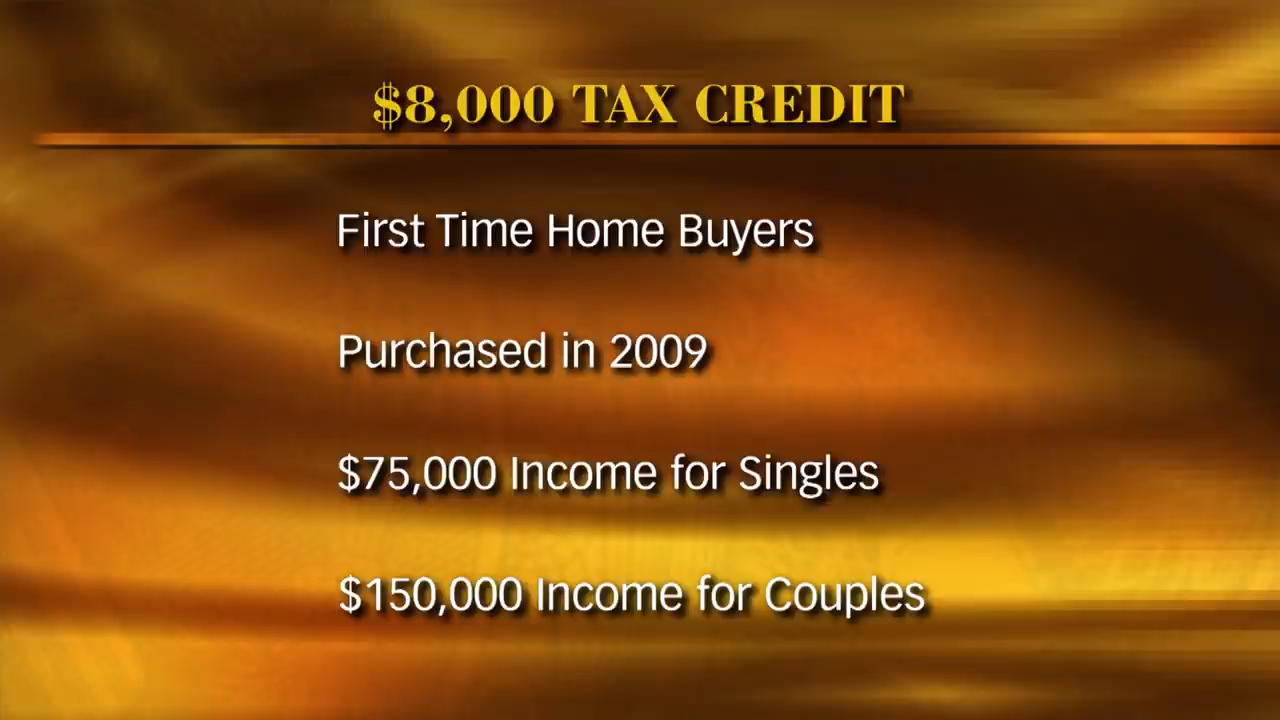 $8,000 TAX CREDIT
First Time Home Buyers
Purchased in 2009
$75,000 Income for Singles
$150,000 Income for Couples